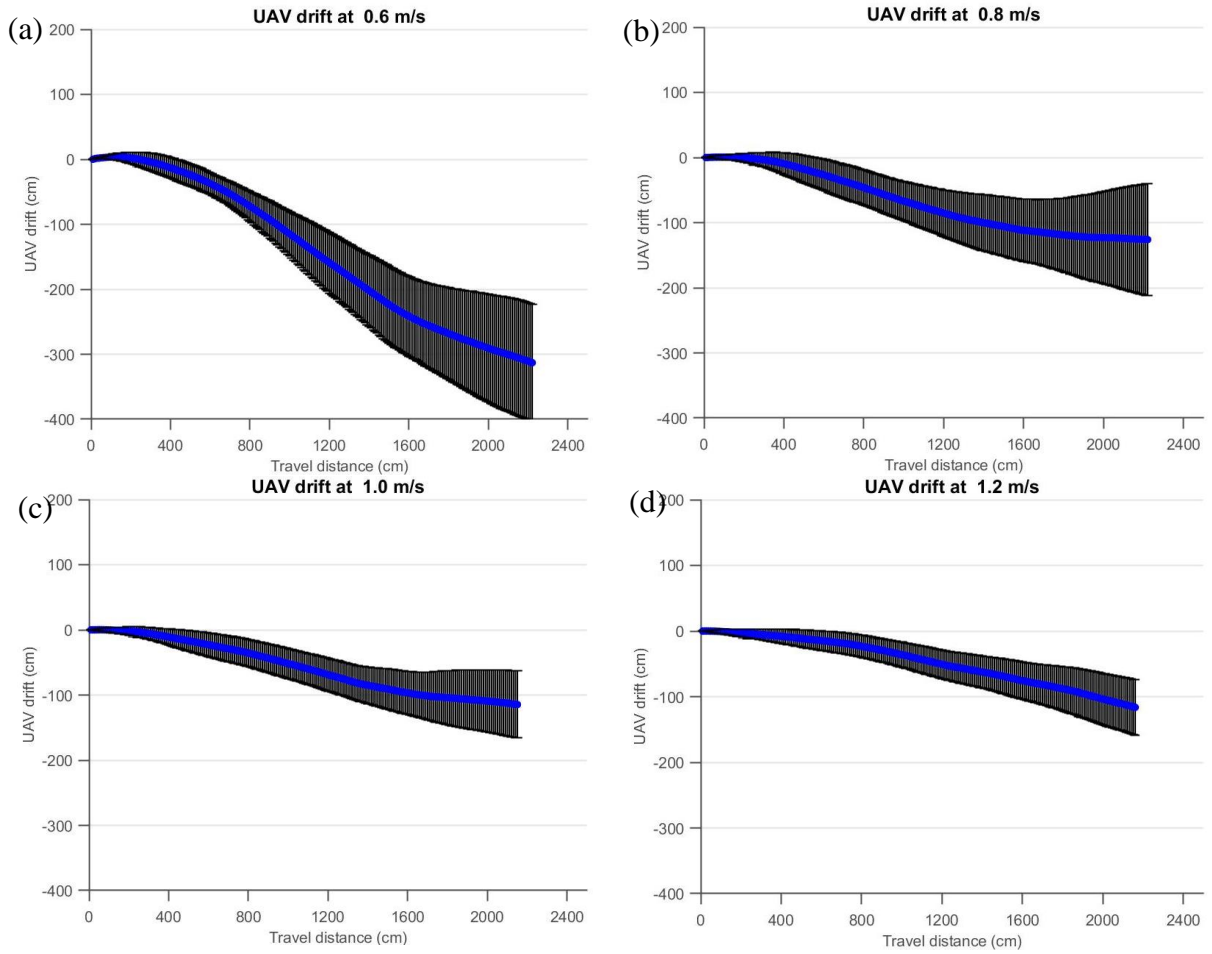 (a)
UAV drift at 0.6 m/s
200
100
0
-100
-200
-300
-400
UAV drift (cm)
0 400 800 1200 1600 2000 2400
Travel distance (cm)
(b)
UAV drift at 0.8 m/s
200
100
0
-100
-200
-300
-400
UAV drift (cm)
0 400 800 1200 1600 2000 2400
Travel distance (cm)
(c)
UAV drift at 1.0 m/s
200
100
0
-100
-200
-300
-400
UAV drift (cm)
0 400 800 1200 1600 2000 2400
Travel distance (cm)
(d)
UAV drift at 1.2 m/s
200
100
0
-100
-200
-300
-400
UAV drift (cm)
0 400 800 1200 1600 2000 2400
Travel distance (cm)